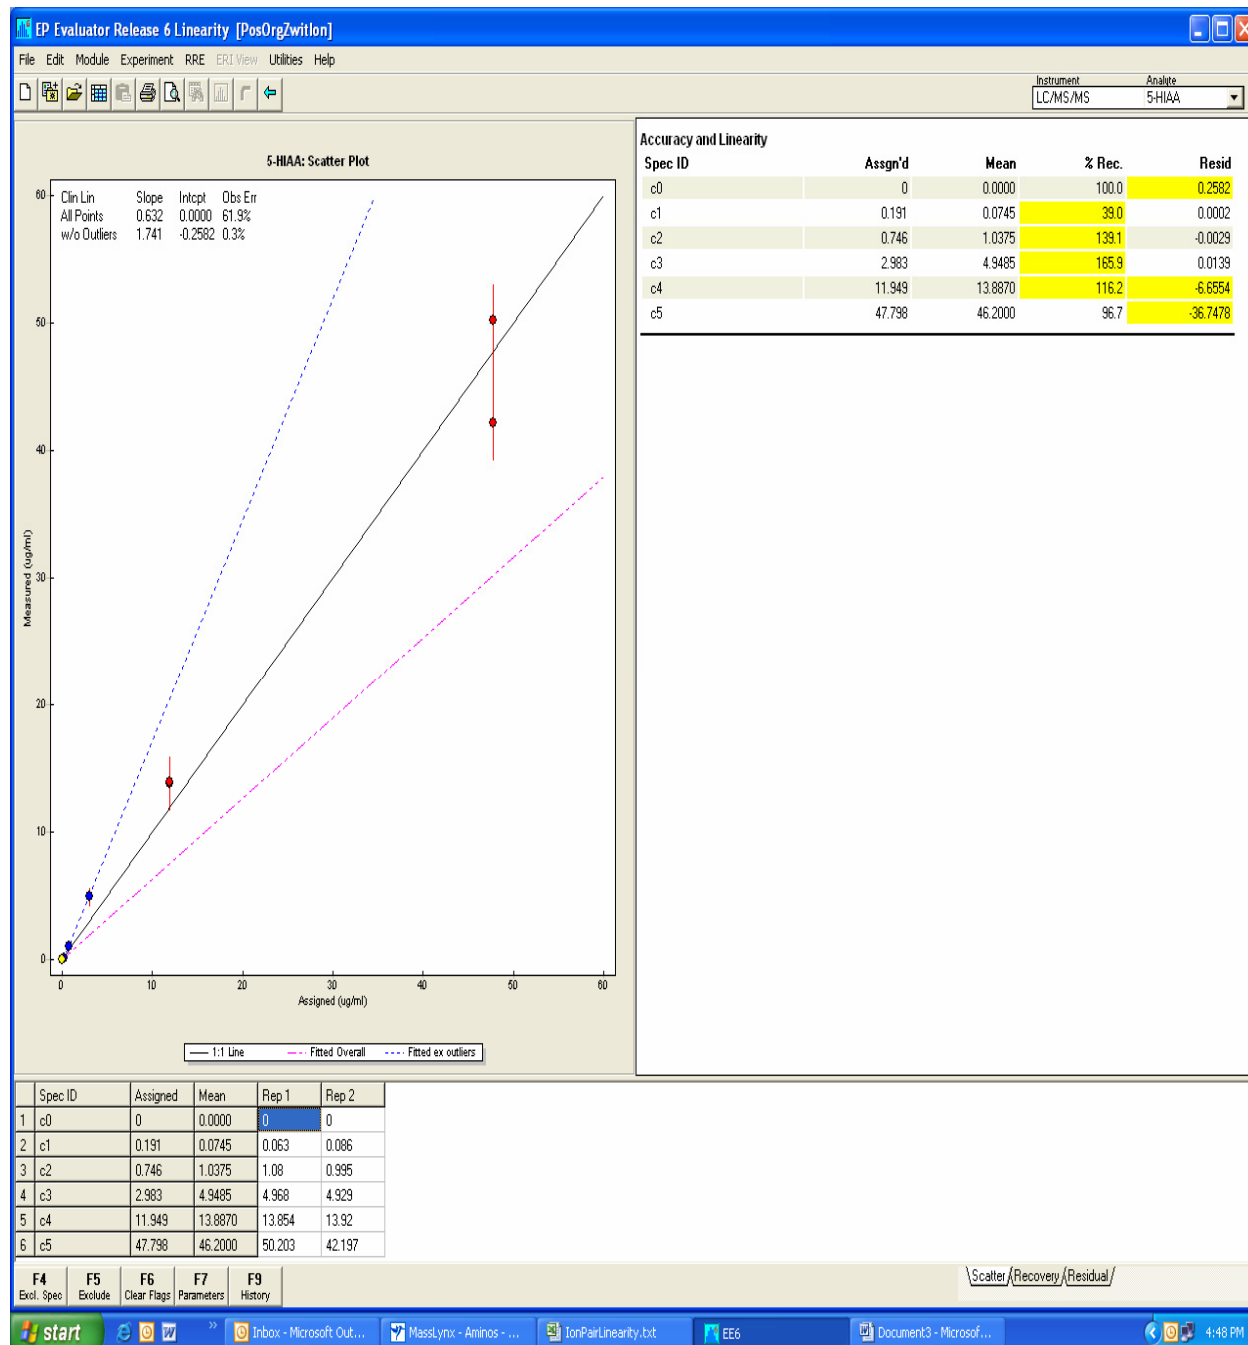 EP Evaluator Release 6 Linearity [PosOrgZwitIon]
File Edit Module Experiment RRE ERI View Utilities Help
Instrument Analyte
LC/MS/MS 5-HIAA
5-HIAA: Scatter Plot
Clin Lin Slope Intcpt Obs Err
All Points 0.632 0.0000 61.9%
w/o Outliers 1.741 -0.2582 0.3%
60
50
40
30
20
10
0
Measured (ug/ml)
0 10 20 30 40 50 60
Assigned (ug/ml)
1:1 Line Fitted Overall Fitted ex outliers
Accuracy and Linearity
Spec ID Assgn'd Mean % Rec. Resid
c0 0 0.0000 100.0 0.2582
c1 0.191 0.0745 39.0 0.0002
c2 0.746 1.0375 139.1 -0.0029
c3 2.983 4.9485 165.9 0.0139
c4 11.949 13.8870 116.2 -6.6554
c5 47.798 46.2000 96.7 -36.7478
Spec ID Assigned Mean Rep 1 Rep 2
1 c0 0 0.0000 0 0
2 c1 0.191 0.0745 0.063 0.086
3 c2 0.746 1.0375 1.08 0.995
4 c3 2.983 4.9485 4.968 4.929
5 c4 11.949 13.8870 13.854 13.92
6 c5 47.798 46.2000 50.203 42.197
F4 F5 F6 F7 F9
Excl. Spec Exclude Clear Flags Parameters History
Scatter Recovery Residual
start » Inbox - Microsoft Out... MassLynx - Aminos - ... IonPairLinearity.txt EE6 Document3 - Microsof... 4:48 PM